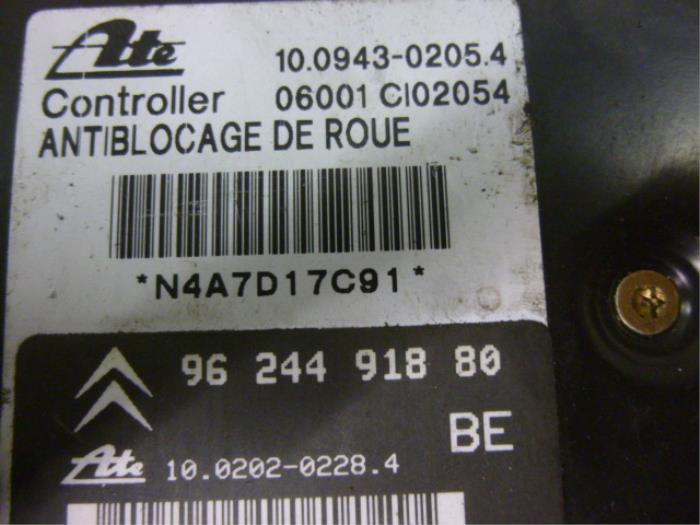 Ate 10.0943-0205.4
Controller 06001 CI02054
ANTIBLOCAGE DE ROUE
*N4A7D17C91*
96 244 918 80
BE
Ate 10.0202-0228.4